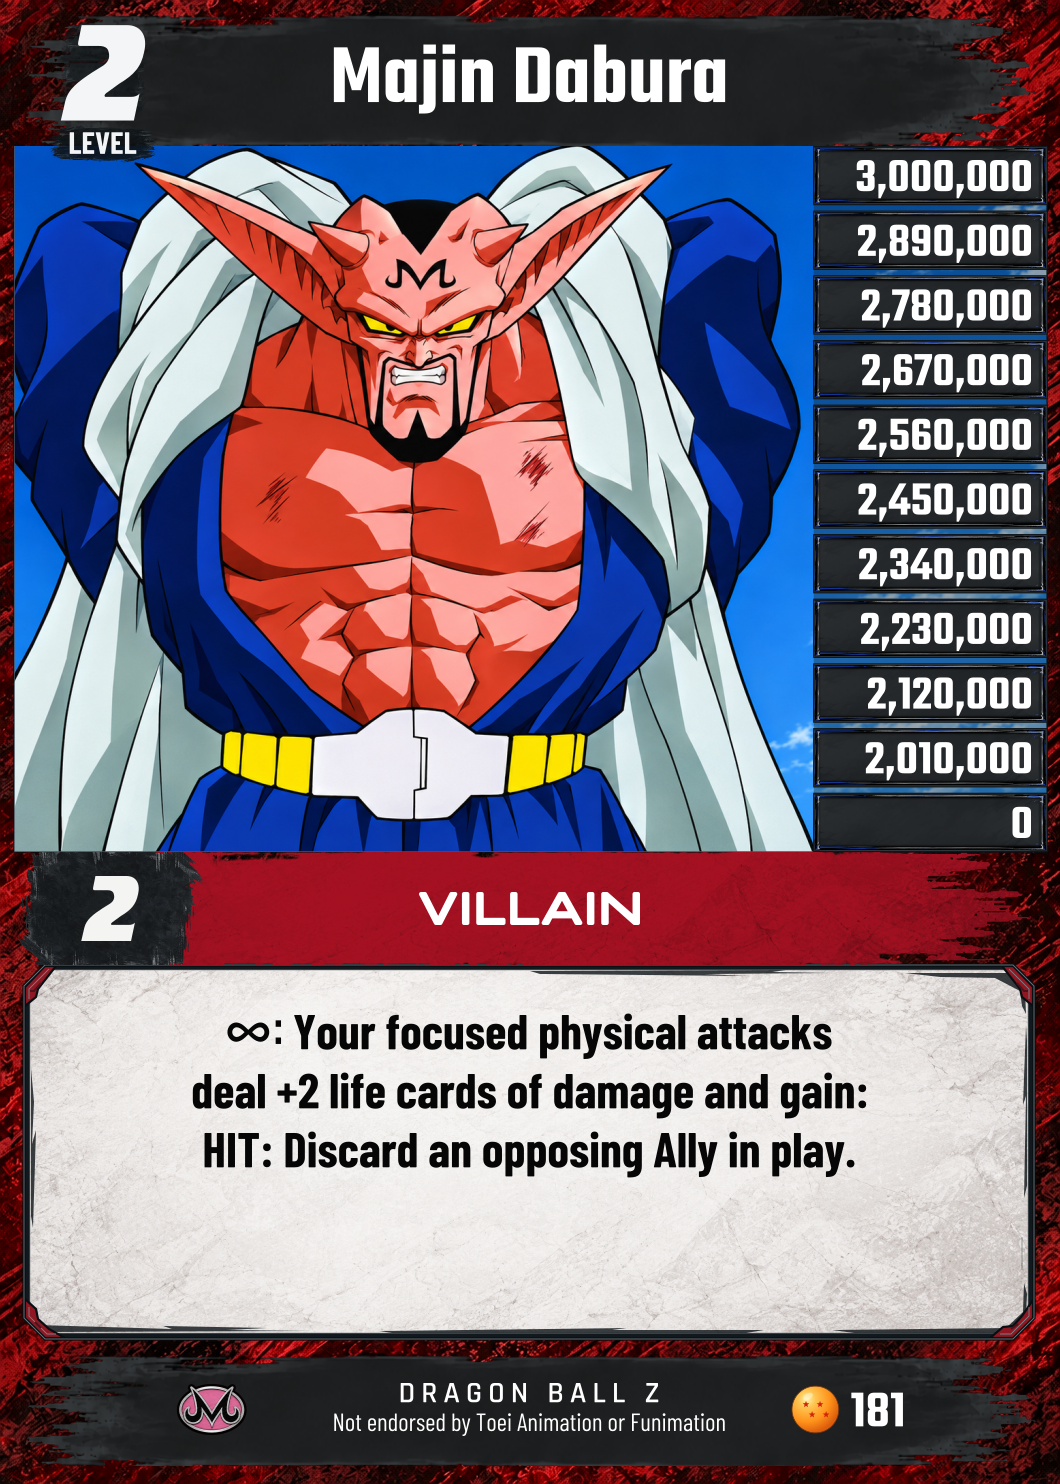 2
LEVEL
Majin Dabura
3,000,000
2,890,000
2,780,000
2,670,000
2,560,000
2,450,000
2,340,000
2,230,000
2,120,000
2,010,000
0
2
VILLAIN
∞: Your focused physical attacks
deal +2 life cards of damage and gain:
HIT: Discard an opposing Ally in play.
DRAGON BALL Z
Not endorsed by Toei Animation or Funimation
181